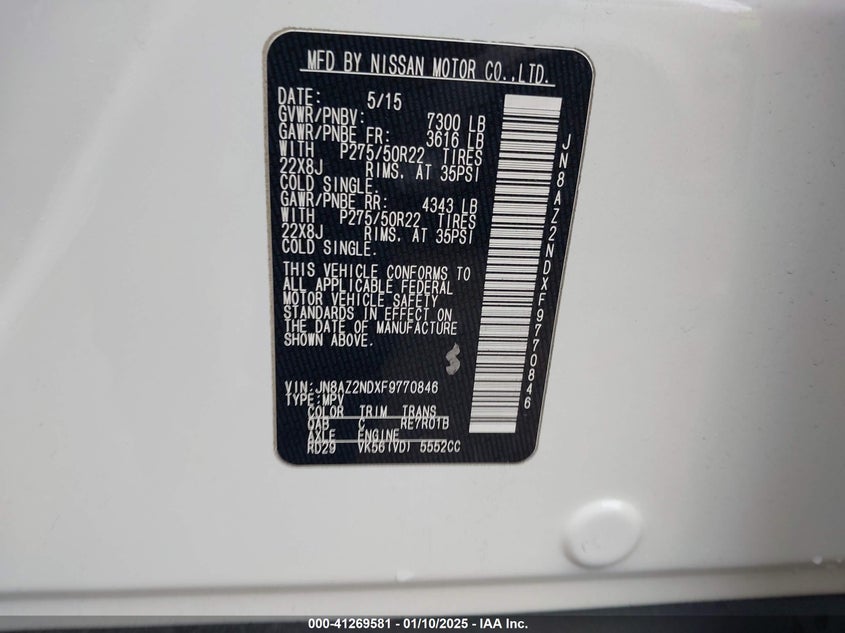 MFD BY NISSAN MOTOR CO.,LTD.
DATE: 5/15
GVWR/PNBV: 7300 LB
GAWR/PNBE FR: 3616 LB
WITH P275/50R22 TIRES
22X8J RIMS. AT 35PSI
COLD SINGLE.
GAWR/PNBE RR: 4343 LB
WITH P275/50R22 TIRES
22X8J RIMS. AT 35PSI
COLD SINGLE.
THIS VEHICLE CONFORMS TO
ALL APPLICABLE FEDERAL
MOTOR VEHICLE SAFETY
STANDARDS IN EFFECT ON
THE DATE OF MANUFACTURE
SHOWN ABOVE.
VIN:JN8AZ2NDXF9770846
TYPE:MPV
COLOR TRIM TRANS
QAB C RE7R01B
AXLE ENGINE
RD29 VK56(VD) 5552CC
JN8AZ2NDXF9770846
000-41269581 - 01/10/2025 - IAA Inc.